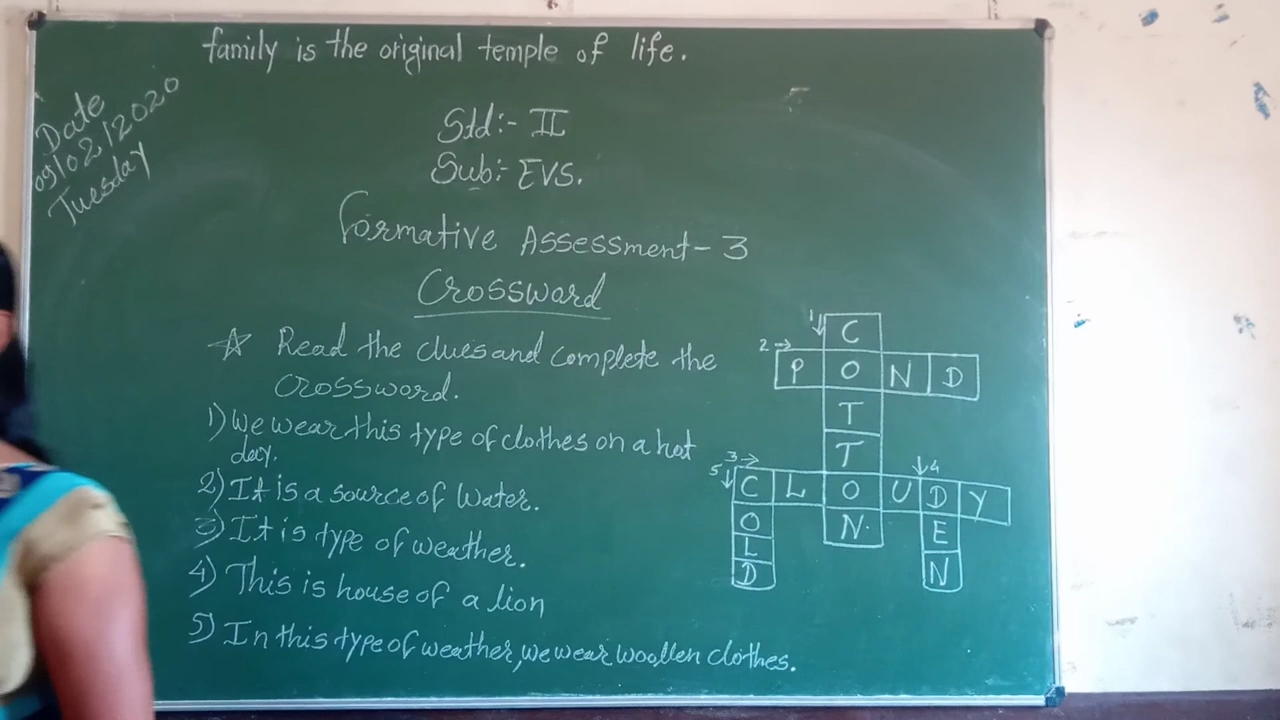 family is the original temple of life.
Date
09/02/2020
Tuesday
Std:- II
Sub:- EVS.
Formative Assessment-3
Crossward
☆ Read the clues and complete the
crossword.
1) We wear this type of clothes on a hot
day.
2) It is a source of Water.
3) It is type of weather.
4) This is house of a lion
5) In this type of weather, we wear woollen clothes.
1↓ C
2→ P O N D
T
T
3→ ↓4
5↓ C L O U D Y
O N. E
L N
D